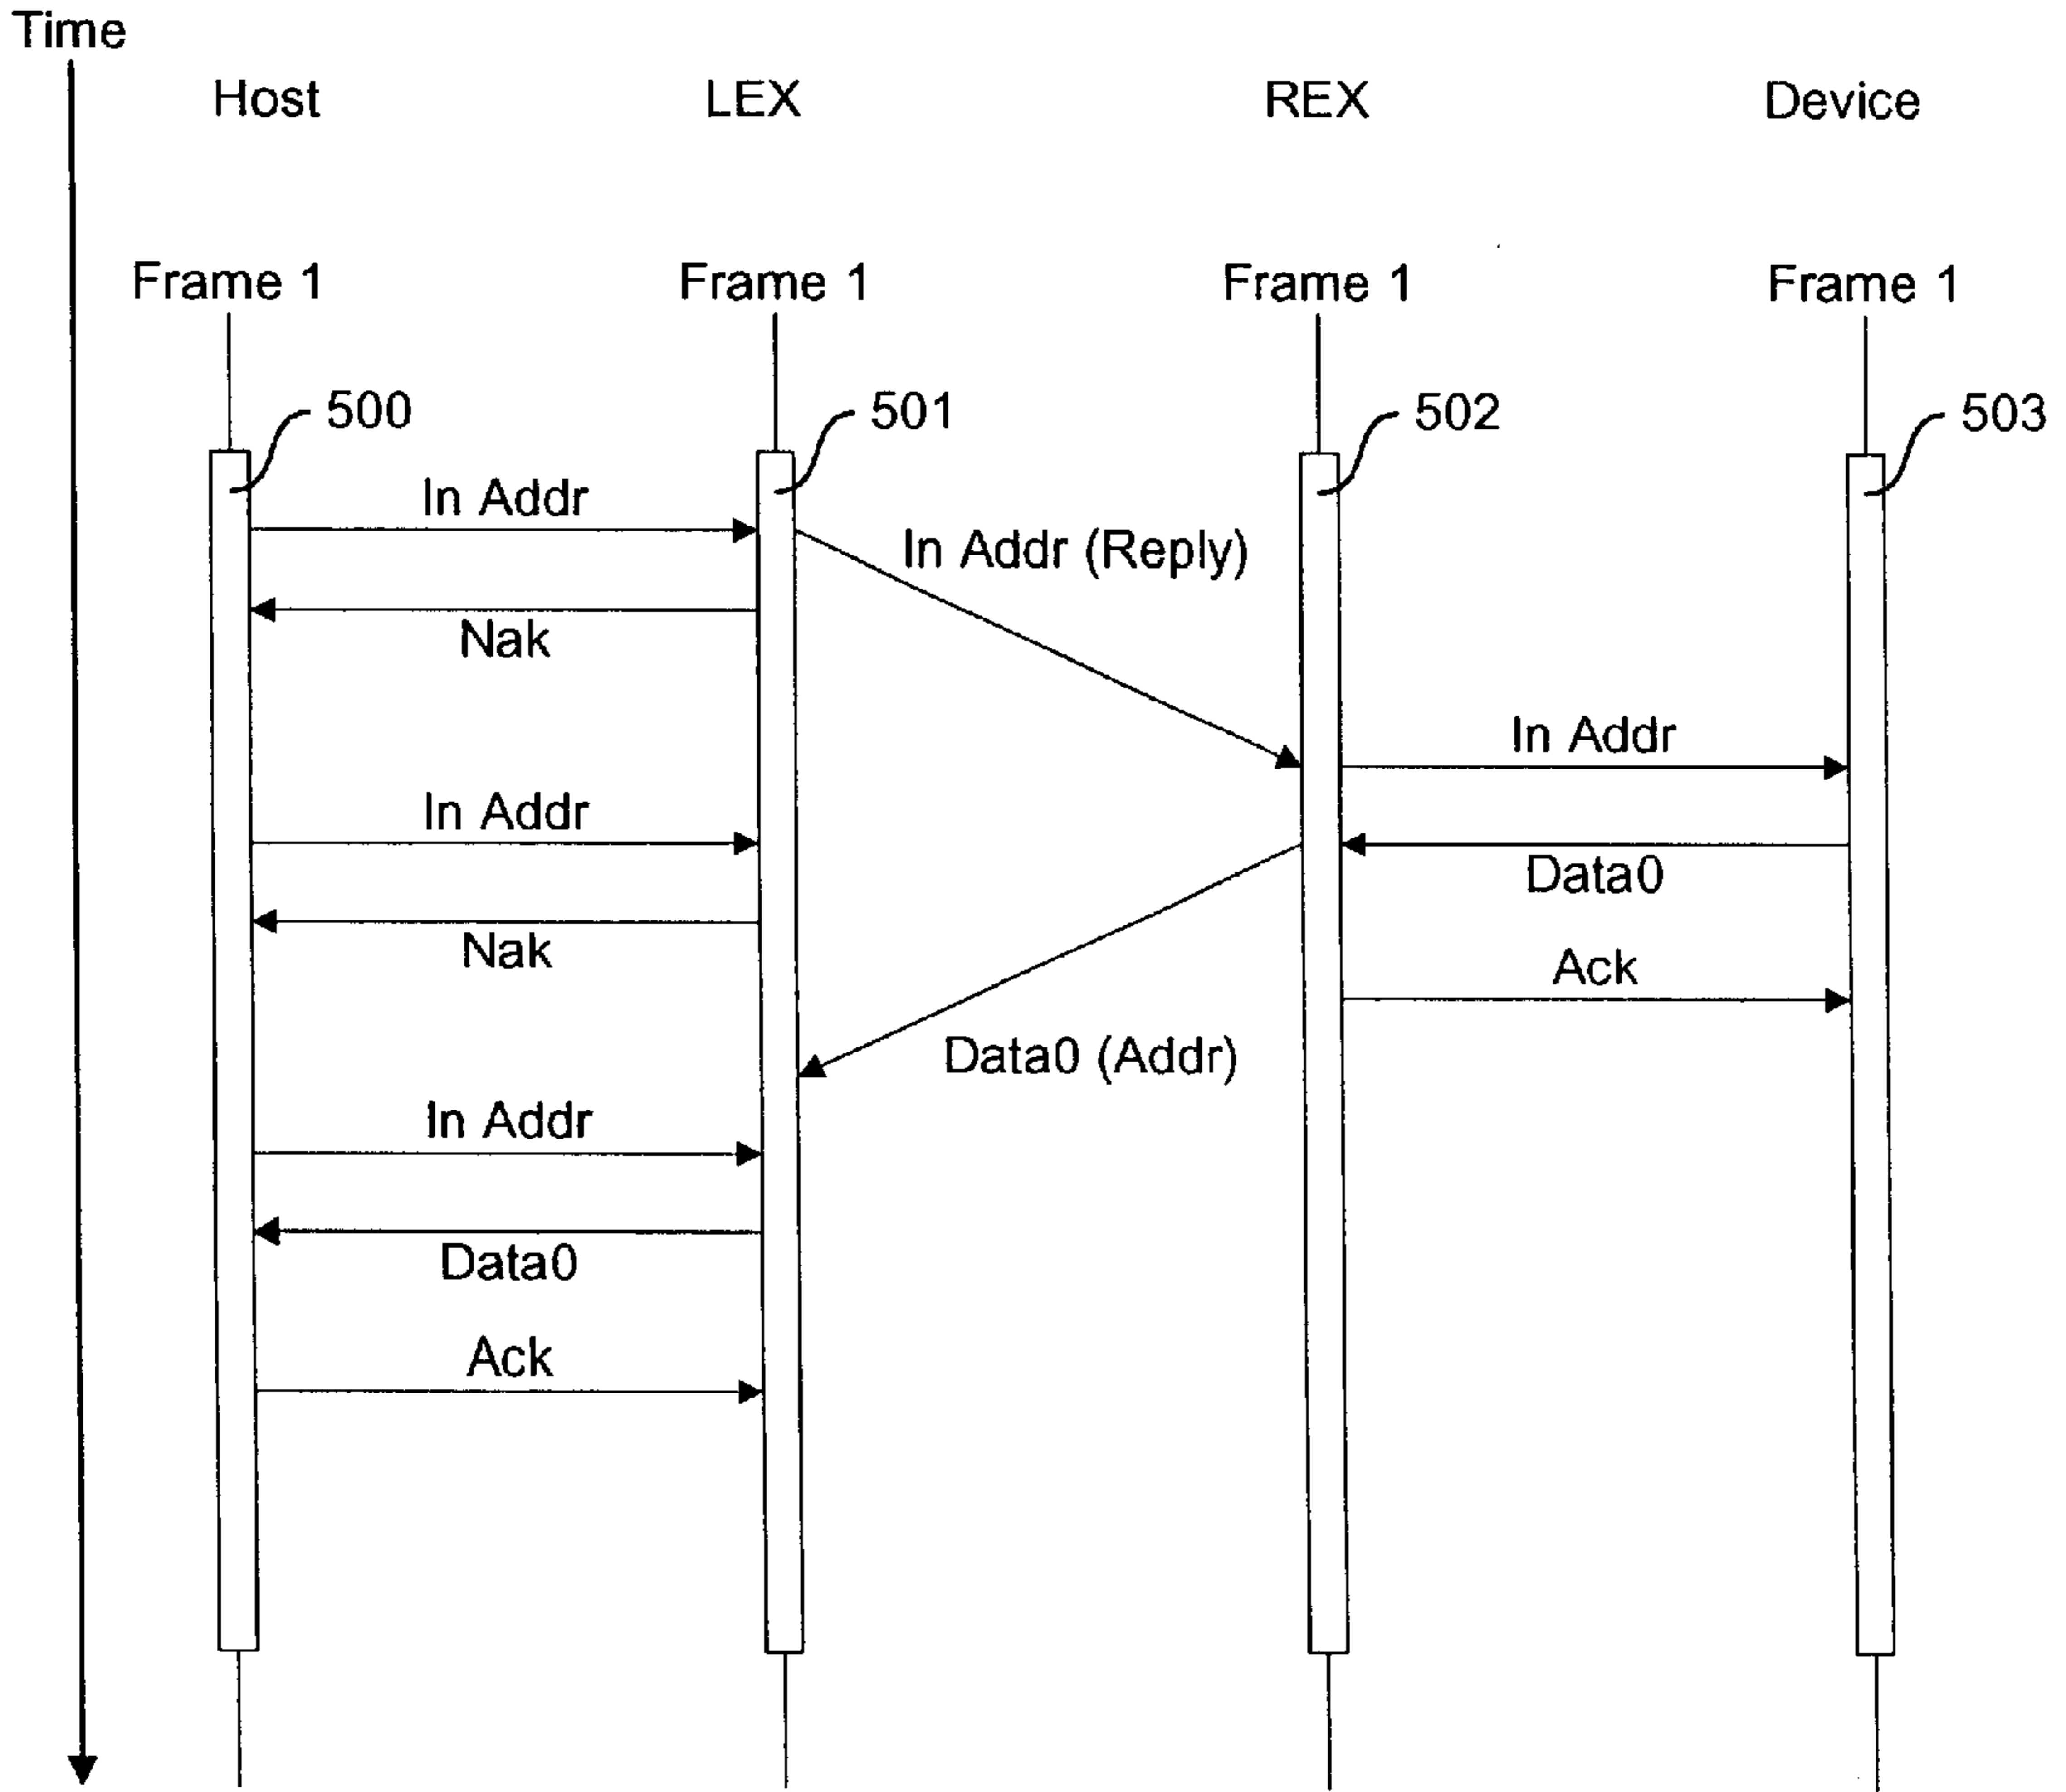 Time
Host LEX REX Device
Frame 1 Frame 1 Frame 1 Frame 1
500 501 502 503
In Addr
In Addr (Reply)
Nak
In Addr
In Addr
Data0
Nak
Ack
Data0 (Addr)
In Addr
Data0
Ack